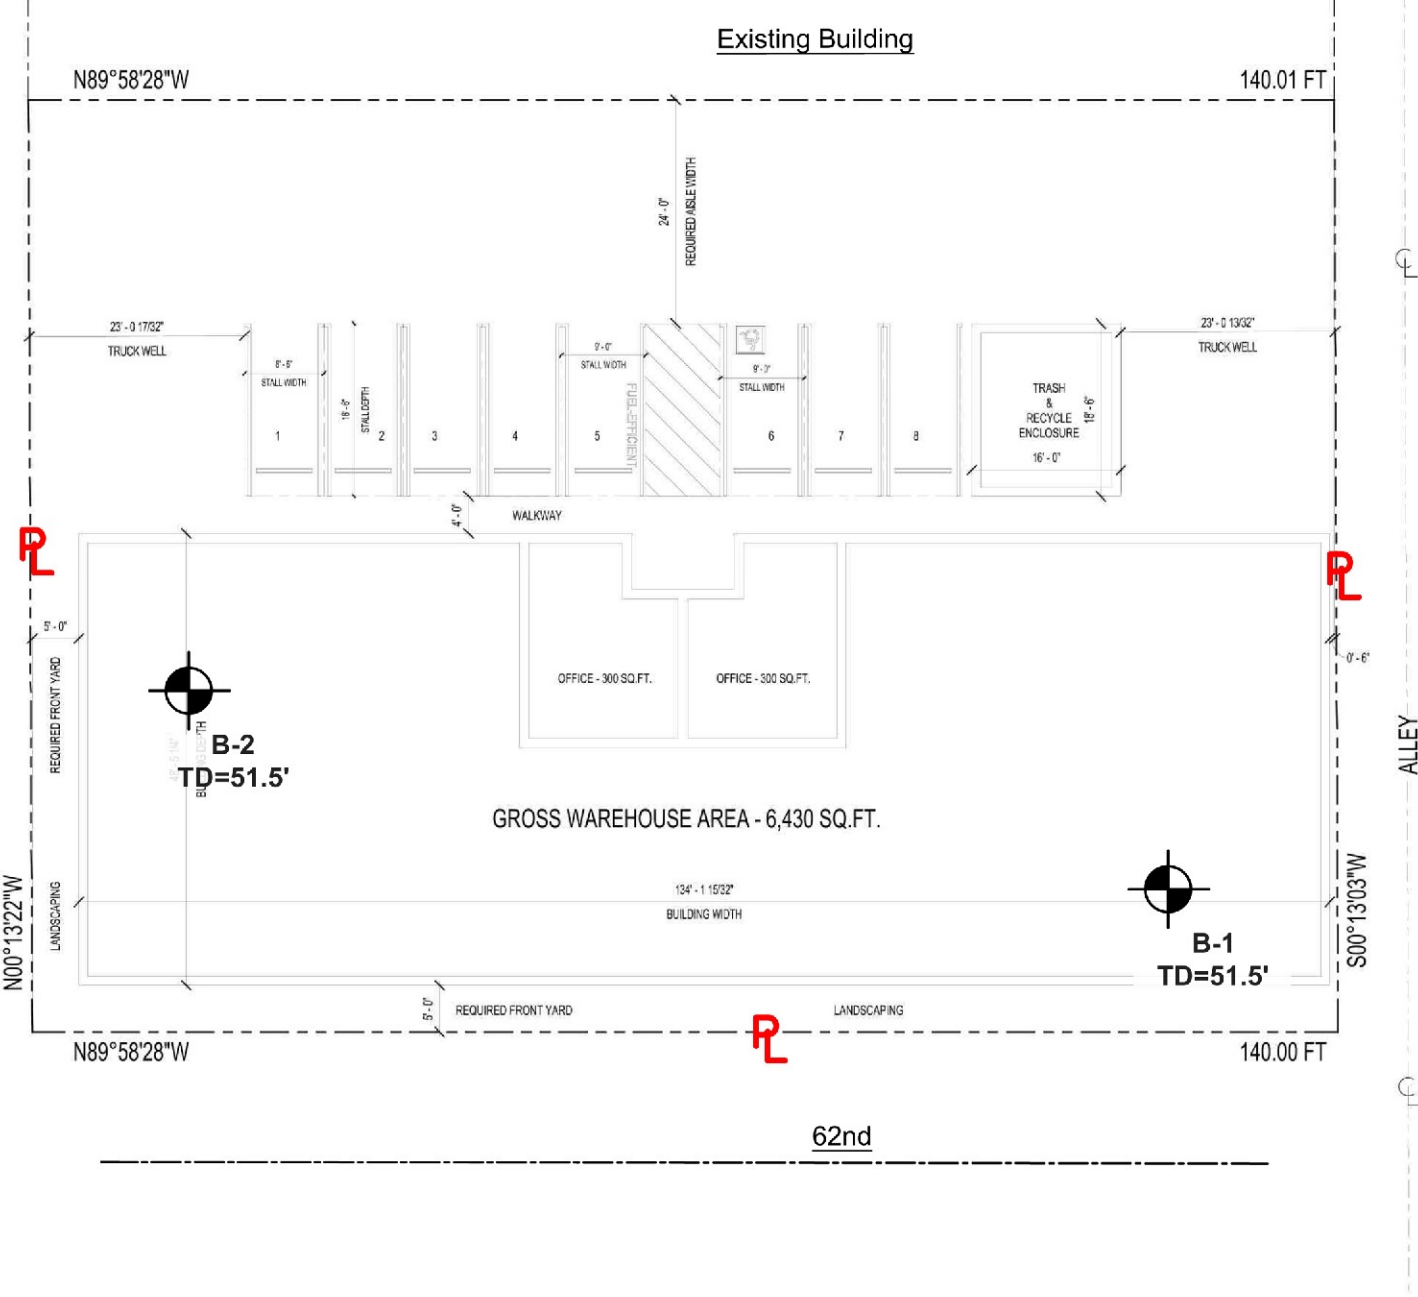 Existing Building
N89°58'28"W
140.01 FT
24' - 0"
REQUIRED AISLE WIDTH
23' - 0 17/32"
TRUCK WELL
23' - 0 13/32"
TRUCK WELL
8' - 6"
STALL WIDTH
18' - 6"
STALL DEPTH
9' - 0"
STALL WIDTH
FUEL-EFFICIENT
STALL WIDTH
TRASH
&
RECYCLE
ENCLOSURE
16' - 0"
18' - 6"
1
2
3
4
5
6
7
8
4' - 0"
WALKWAY
PL
PL
5' - 0"
REQUIRED FRONT YARD
0' - 6"
OFFICE - 300 SQ.FT.
OFFICE - 300 SQ.FT.
B-2
TD=51.5'
ALLEY
GROSS WAREHOUSE AREA - 6,430 SQ.FT.
134' - 1 15/32"
BUILDING WIDTH
LANDSCAPING
N00°13'22"W
S00°13'03"W
B-1
TD=51.5'
5' - 0"
REQUIRED FRONT YARD
LANDSCAPING
PL
N89°58'28"W
140.00 FT
CL
CL
62nd